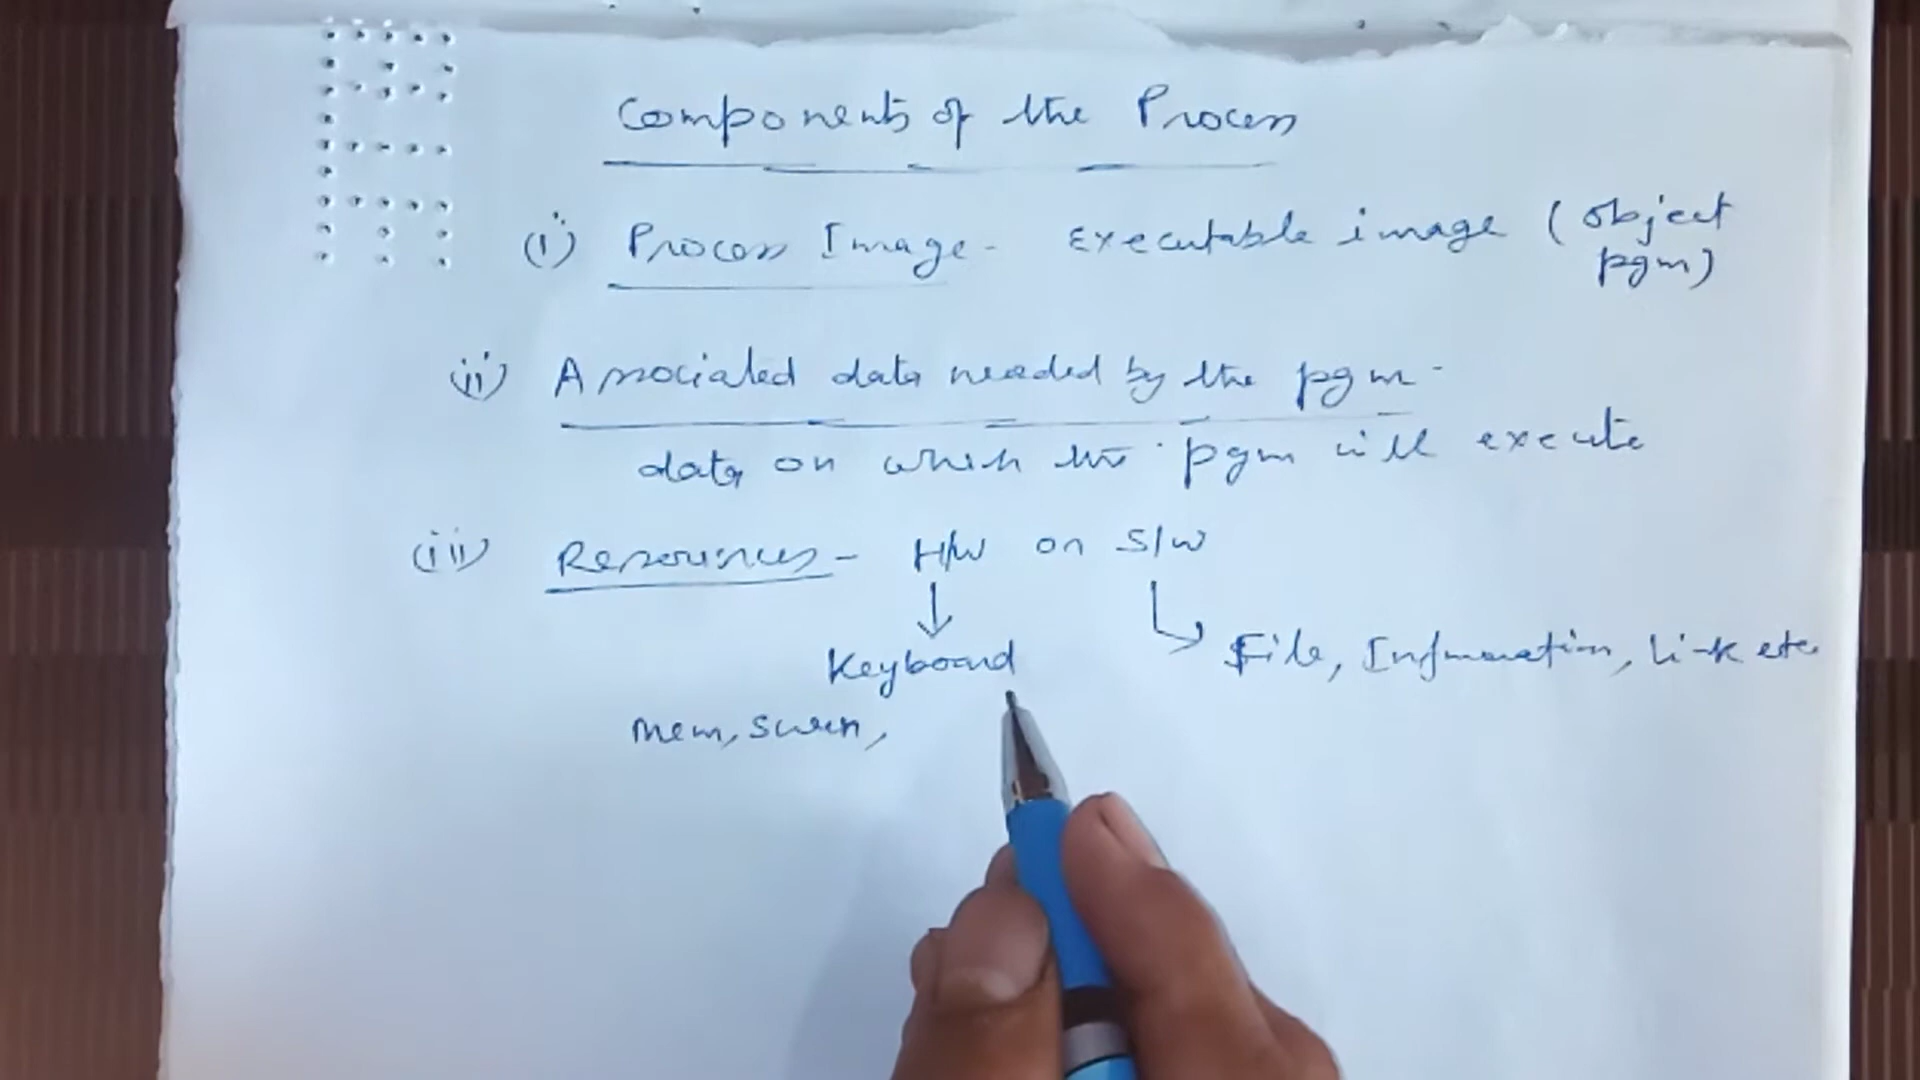 Components of the Process
(i) Process Image - Executable image (object
pgm)
ii) Associated data needed by the pgm -
data on which the pgm will execute
(iii) Resources - H/W or S/W
Keyboard
File, Information, Link etc
mem, screen,